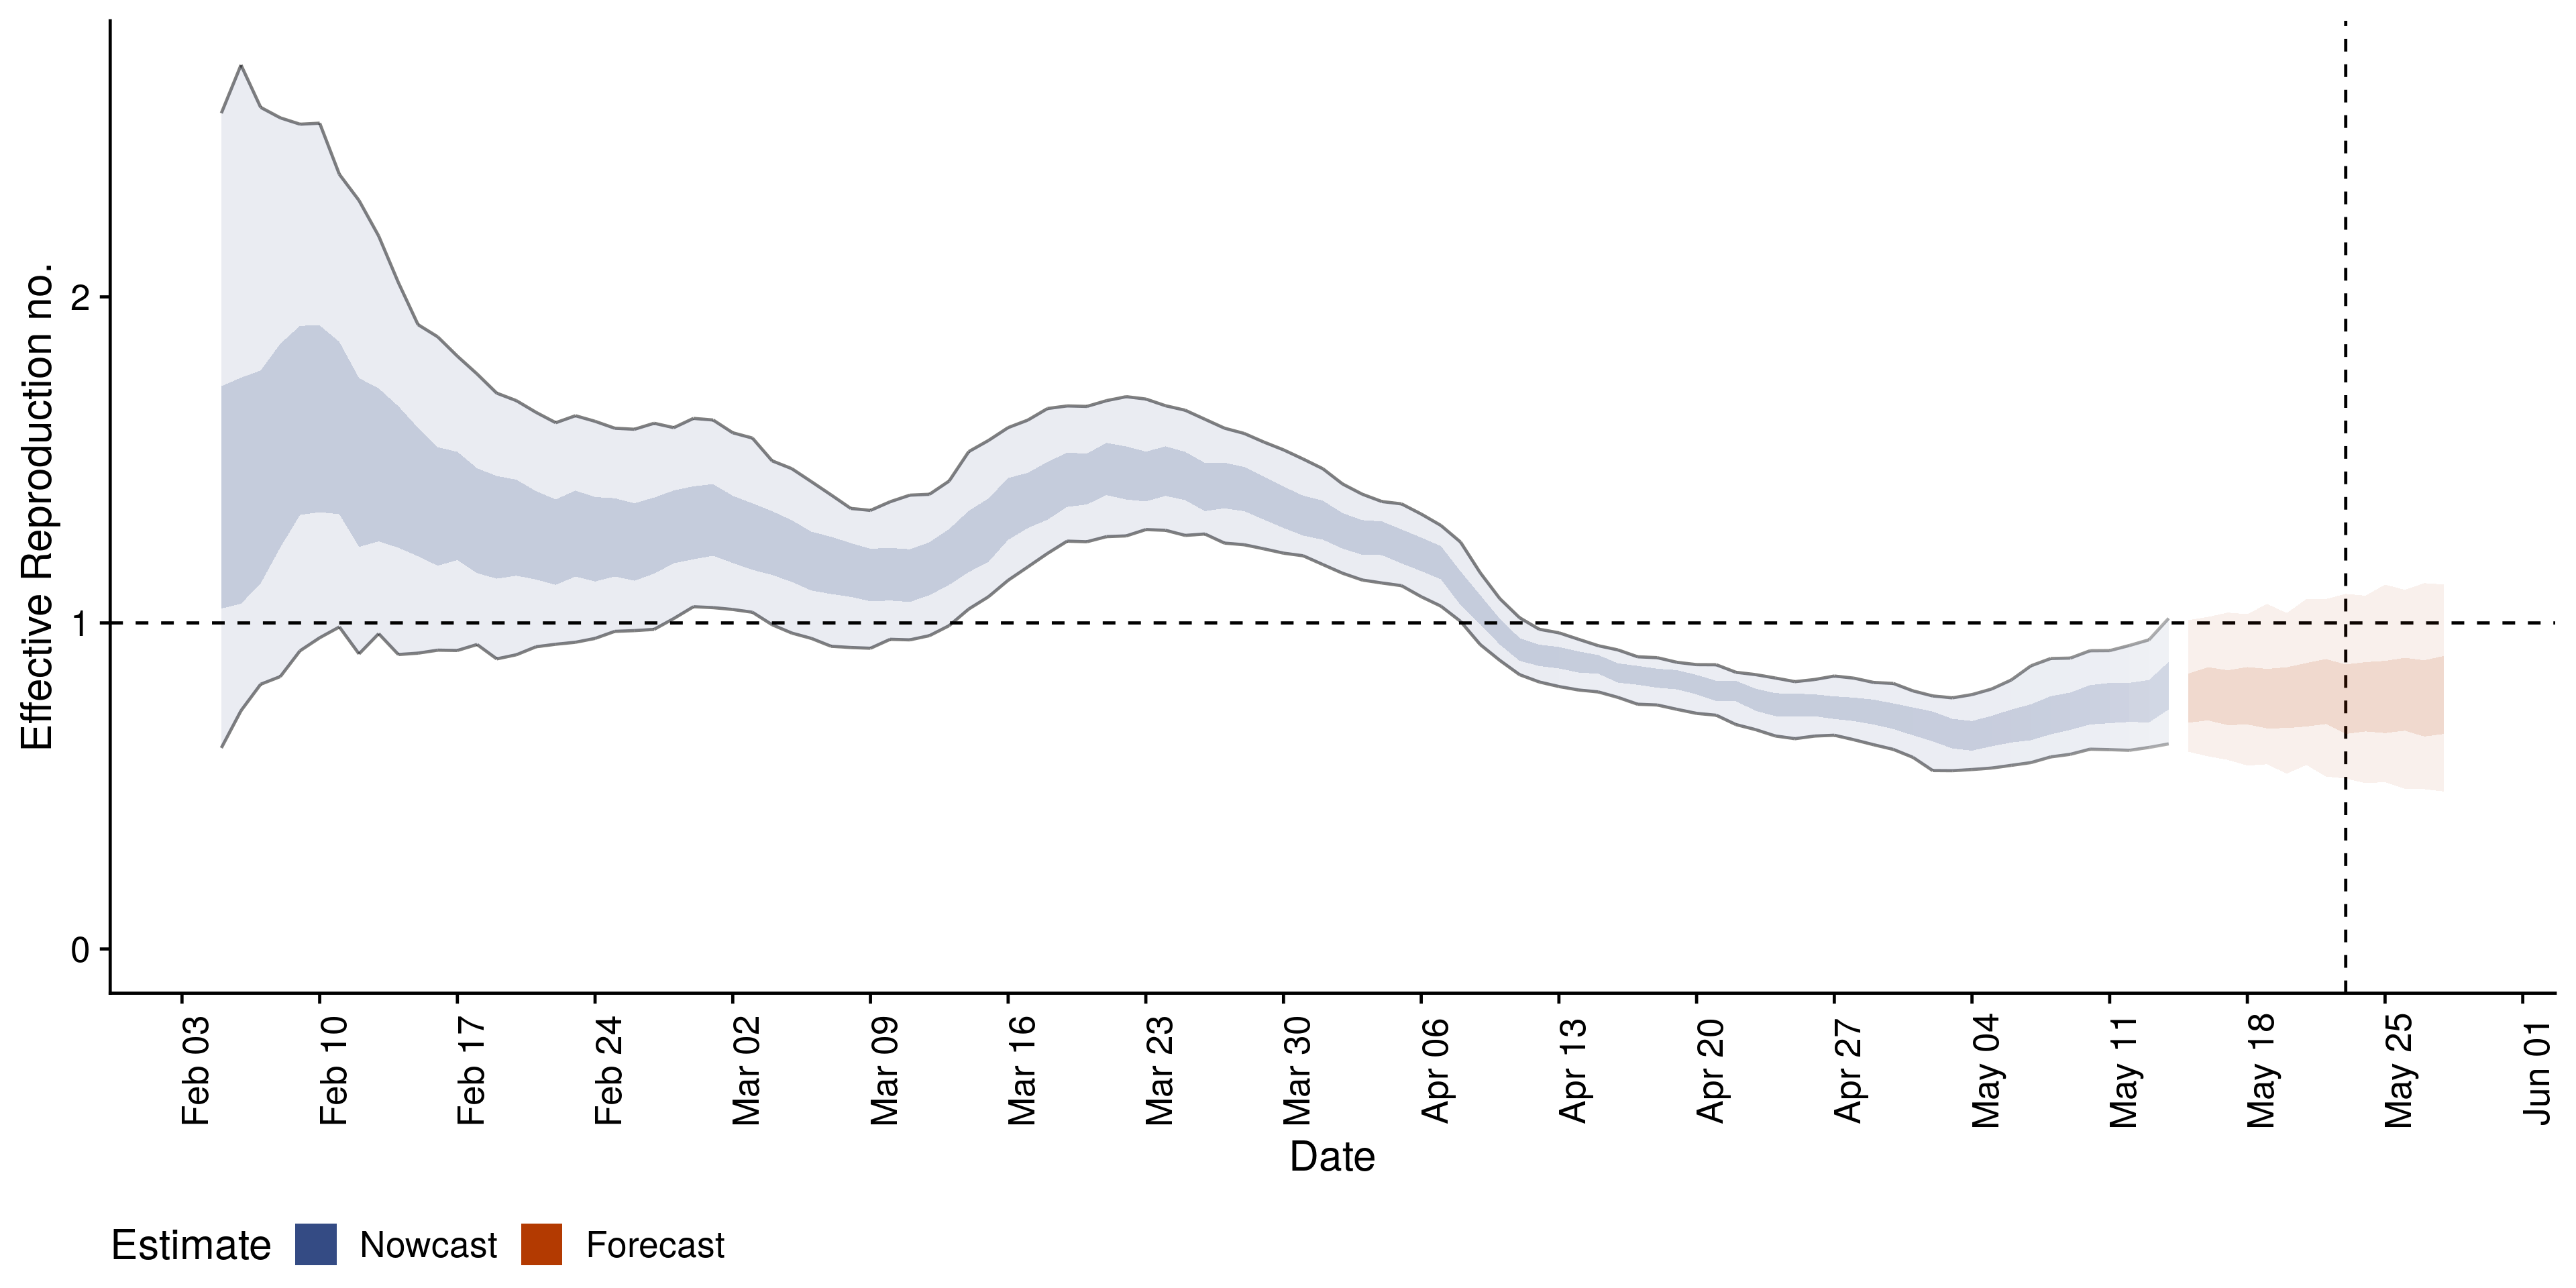 Effective Reproduction no.
2
1
0
Feb 03
Feb 10
Feb 17
Feb 24
Mar 02
Mar 09
Mar 16
Mar 23
Mar 30
Apr 06
Apr 13
Apr 20
Apr 27
May 04
May 11
May 18
May 25
Jun 01
Date
Estimate Nowcast Forecast